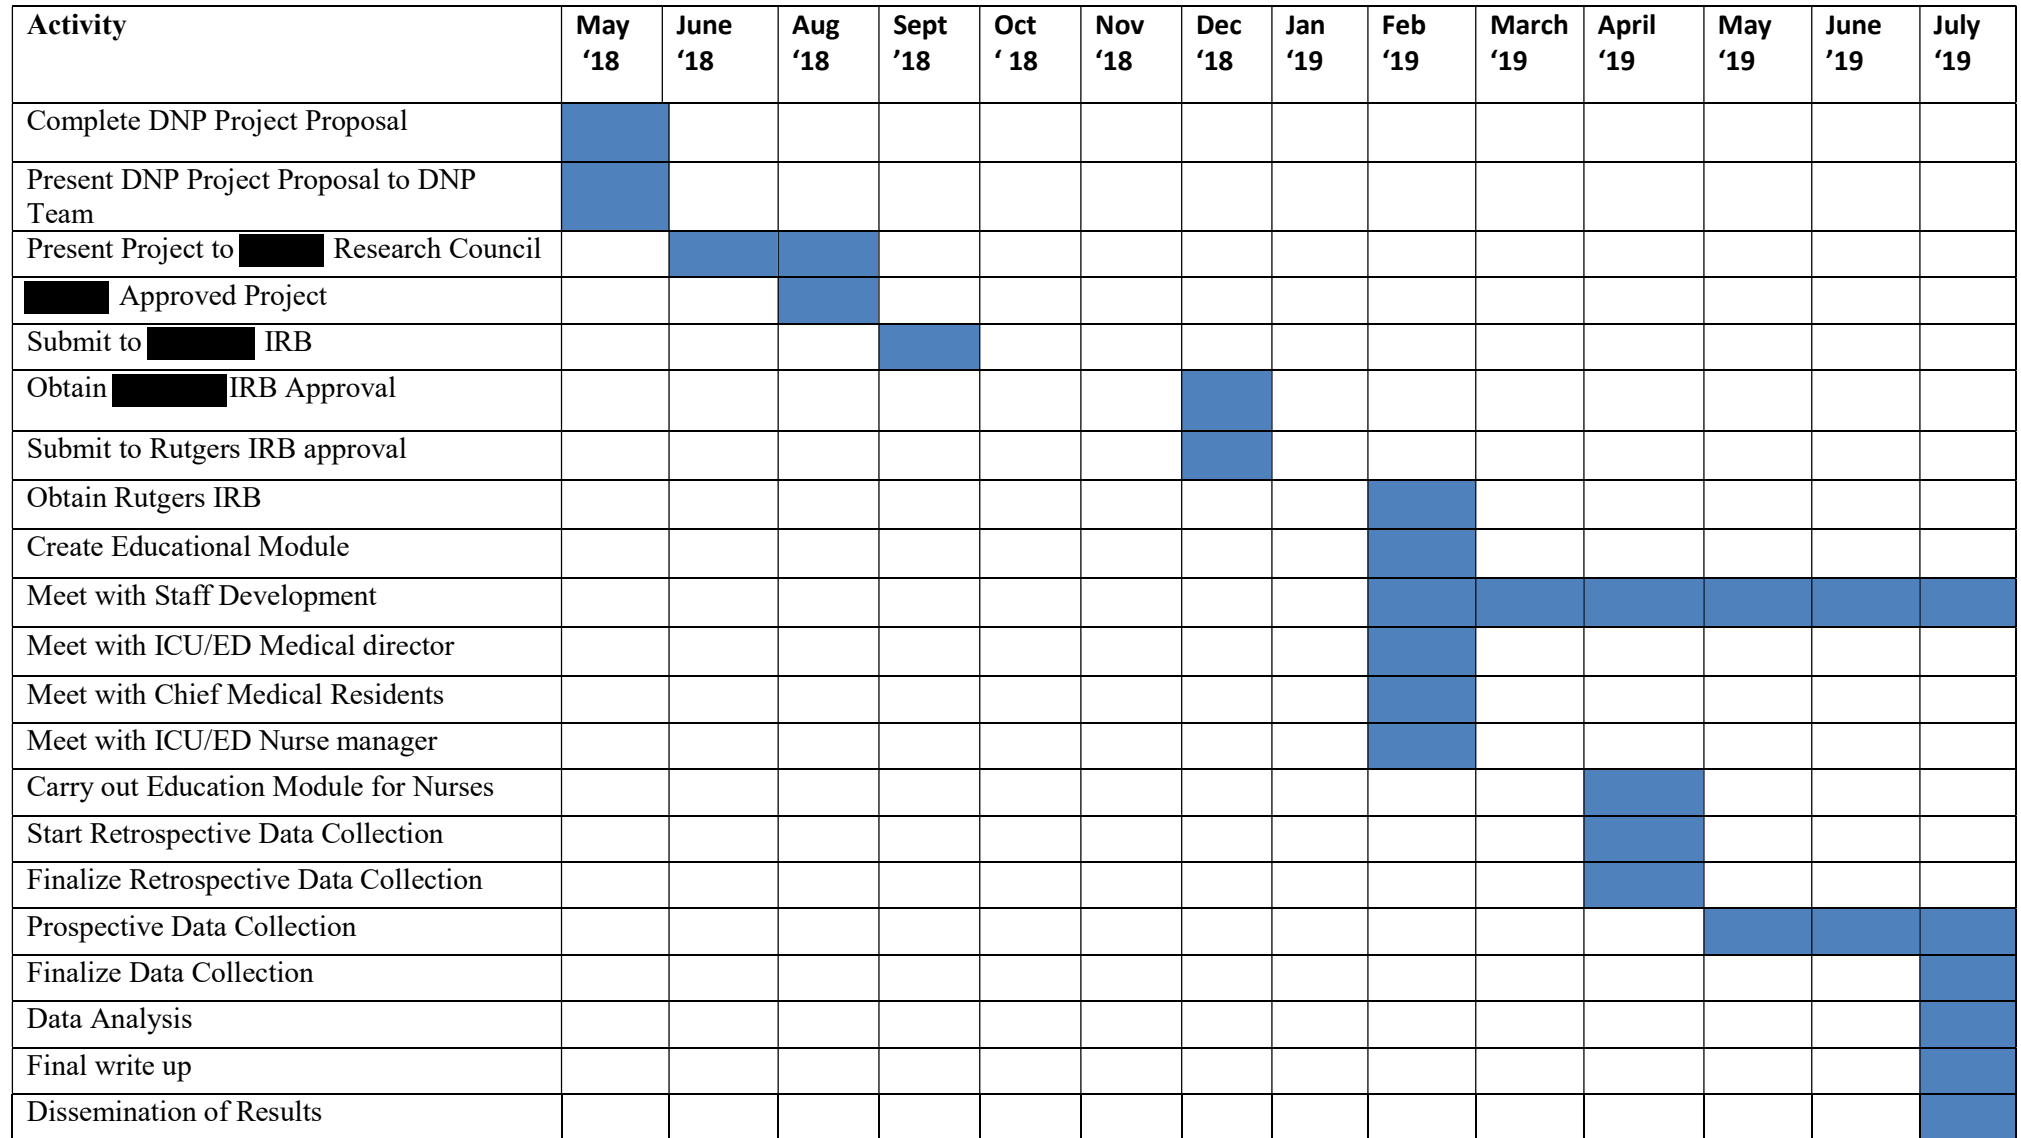 Activity May June Aug Sept Oct Nov Dec Jan Feb March April May June July
‘18 ‘18 ‘18 ’18 ‘ 18 ‘18 ‘18 ‘19 ‘19 ‘19 ‘19 ‘19 ’19 ‘19
Complete DNP Project Proposal
Present DNP Project Proposal to DNP
Team
Present Project to Research Council
Approved Project
Submit to IRB
Obtain IRB Approval
Submit to Rutgers IRB approval
Obtain Rutgers IRB
Create Educational Module
Meet with Staff Development
Meet with ICU/ED Medical director
Meet with Chief Medical Residents
Meet with ICU/ED Nurse manager
Carry out Education Module for Nurses
Start Retrospective Data Collection
Finalize Retrospective Data Collection
Prospective Data Collection
Finalize Data Collection
Data Analysis
Final write up
Dissemination of Results